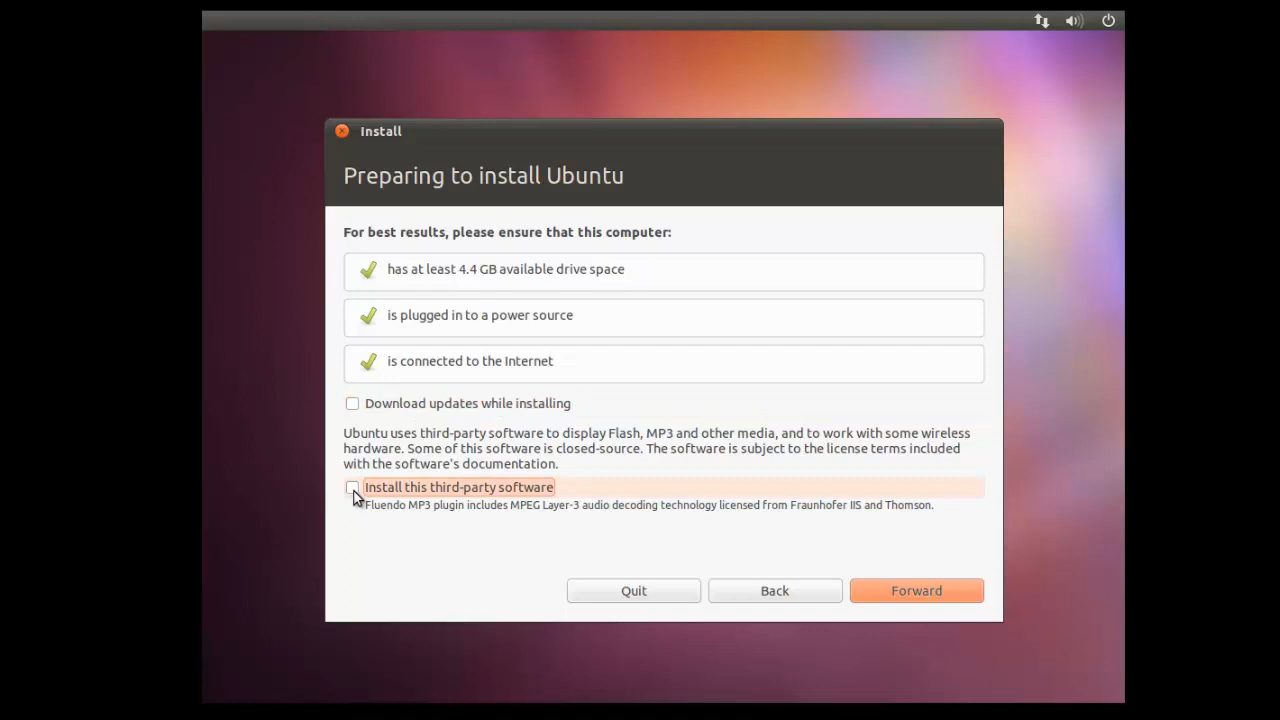 Install
Preparing to install Ubuntu
For best results, please ensure that this computer:
has at least 4.4 GB available drive space
is plugged in to a power source
is connected to the Internet
Download updates while installing
Ubuntu uses third-party software to display Flash, MP3 and other media, and to work with some wireless
hardware. Some of this software is closed-source. The software is subject to the license terms included
with the software's documentation.
Install this third-party software
Fluendo MP3 plugin includes MPEG Layer-3 audio decoding technology licensed from Fraunhofer IIS and Thomson.
Quit
Back
Forward